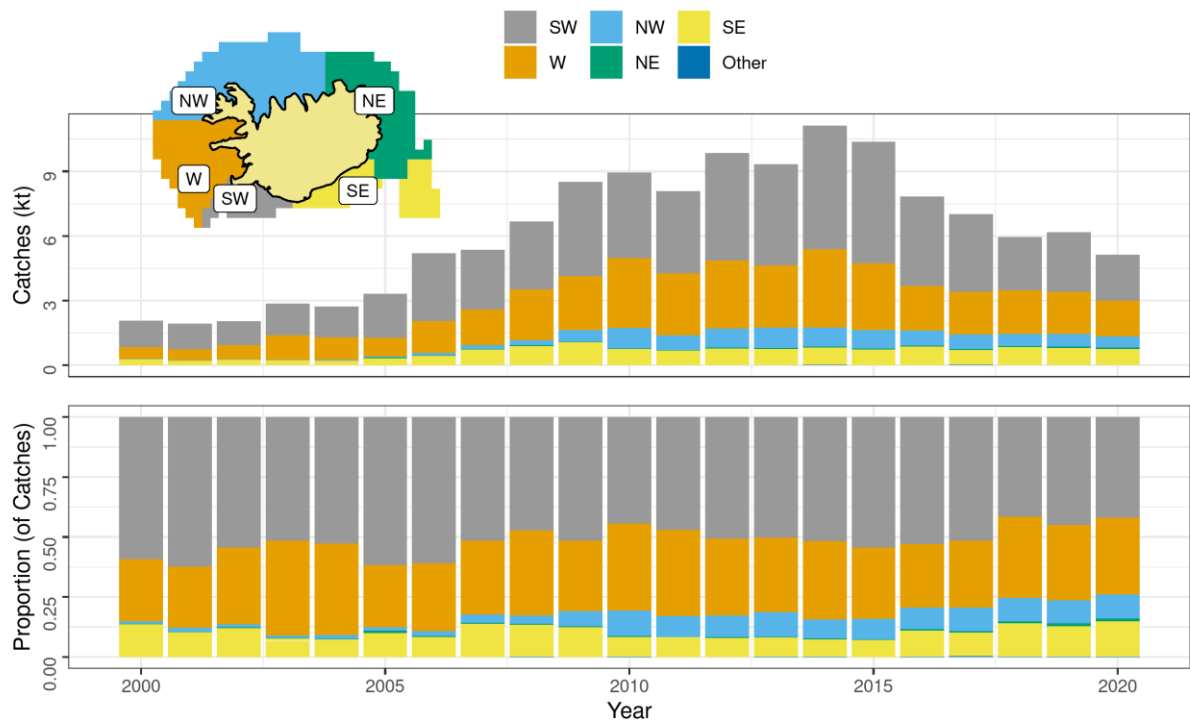 SW NW SE
W NE Other
NW
NE
W
SW
SE
Catches (kt)
9
6
3
0
Proportion (of Catches)
1.00
0.75
0.50
0.25
0.00
2000 2005 2010 2015 2020
Year